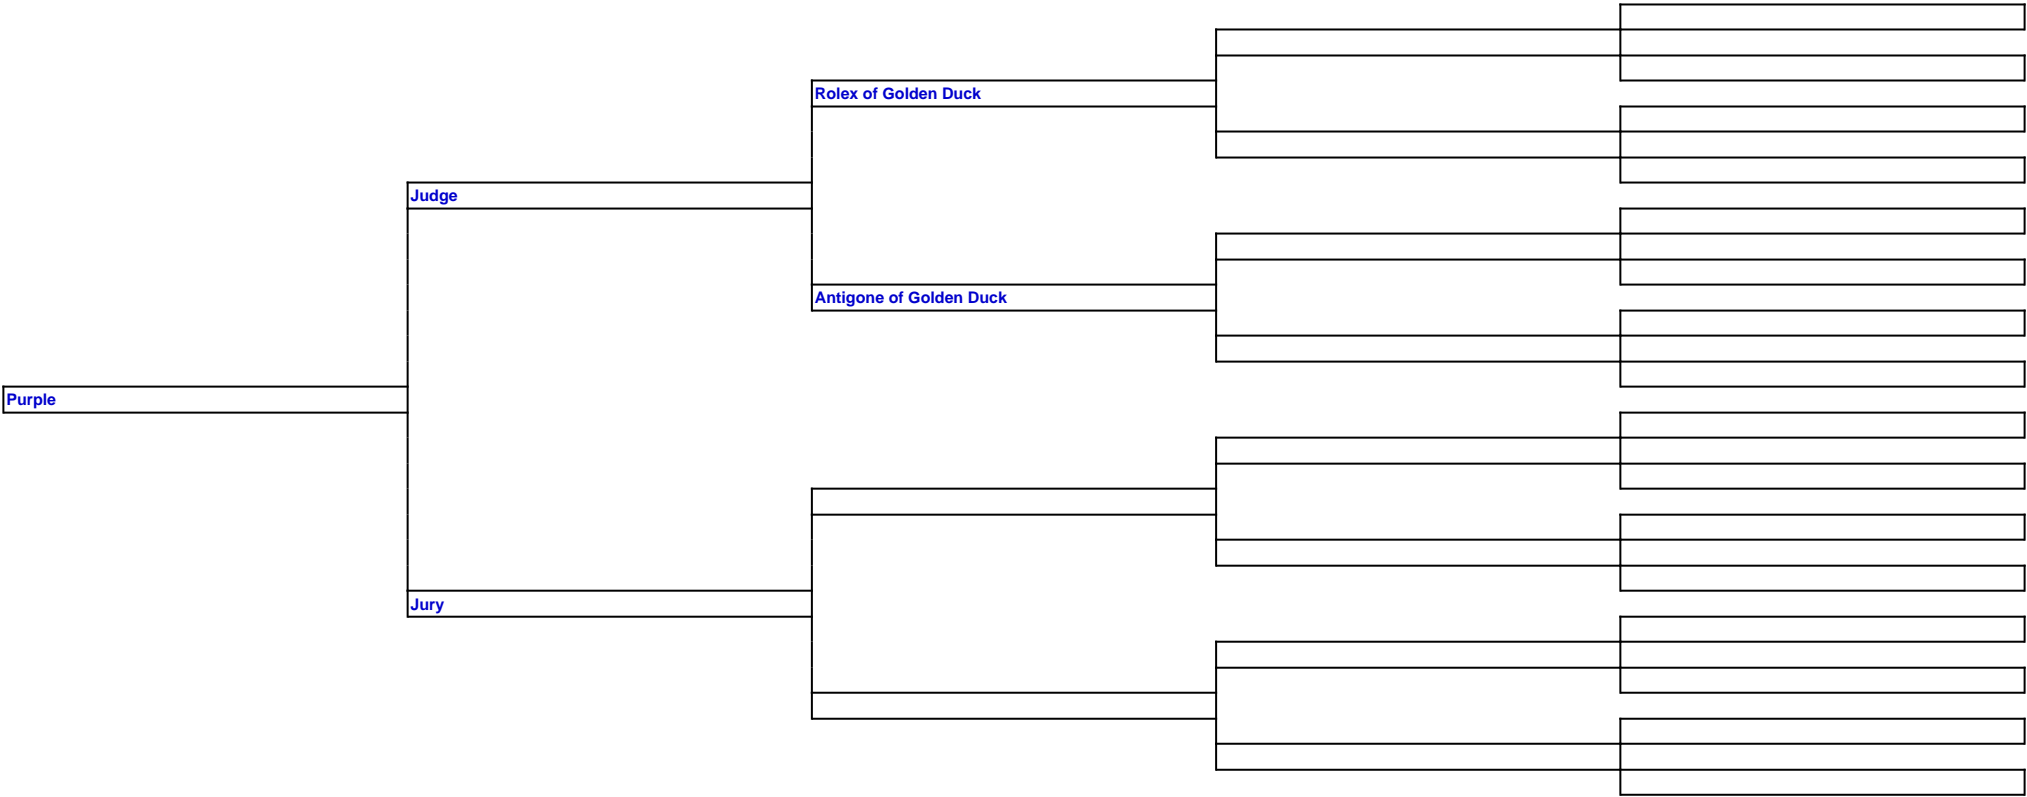 Rolex of Golden Duck
Judge
Antigone of Golden Duck
Purple
Jury